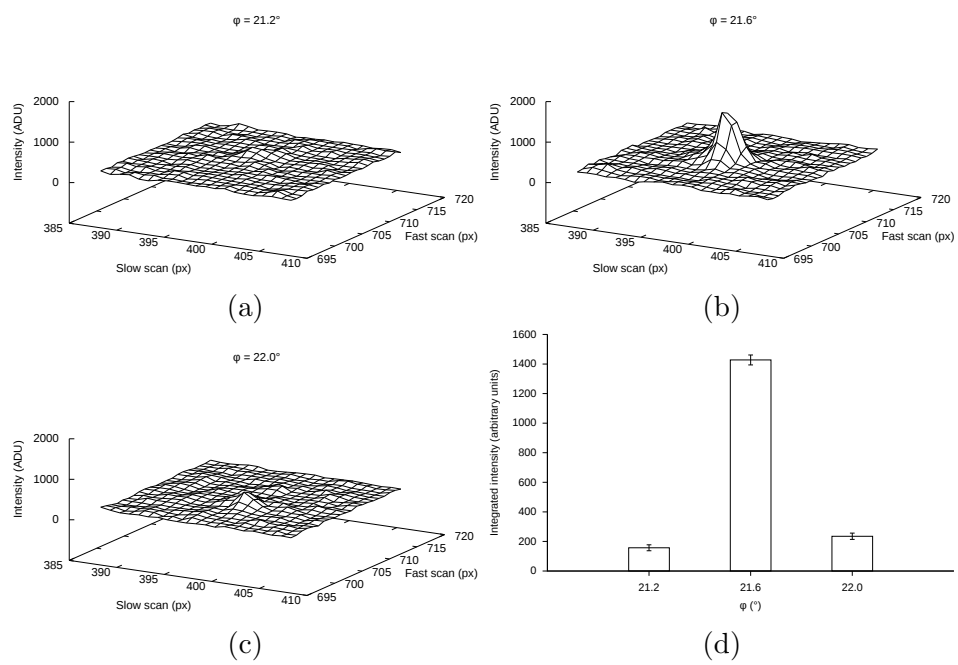 φ = 21.2°
2000
1000
0
Intensity (ADU)
385
390
395
400
405
410
Slow scan (px)
695
700
705
710
715
720
Fast scan (px)
(a)
φ = 21.6°
2000
1000
0
Intensity (ADU)
385
390
395
400
405
410
Slow scan (px)
695
700
705
710
715
720
Fast scan (px)
(b)
φ = 22.0°
2000
1000
0
Intensity (ADU)
385
390
395
400
405
410
Slow scan (px)
695
700
705
710
715
720
Fast scan (px)
(c)
1600
1400
1200
1000
800
600
400
200
0
Integrated intensity (arbitrary units)
21.2 21.6 22.0
φ (°)
(d)